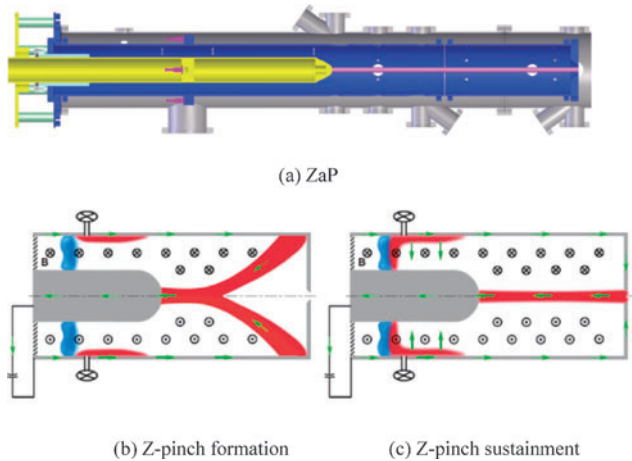 (a) ZaP
B
B
(b) Z-pinch formation
(c) Z-pinch sustainment